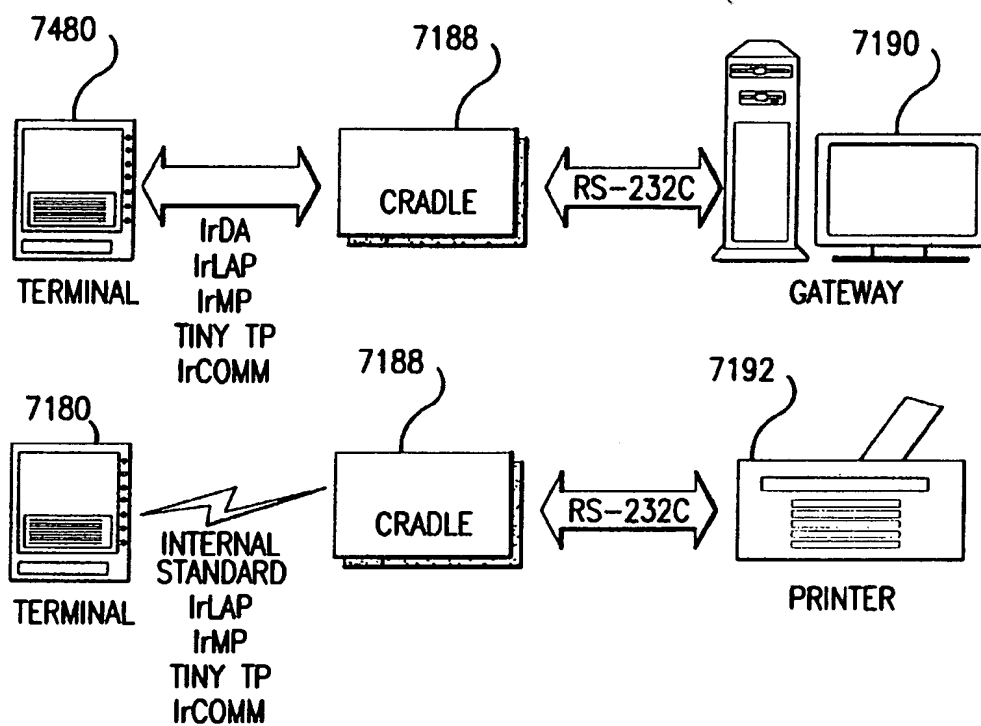 7480
7188
7190
CRADLE
RS-232C
IrDA
IrLAP
IrMP
TINY TP
IrCOMM
TERMINAL
GATEWAY
7180
7188
7192
CRADLE
RS-232C
INTERNAL
STANDARD
IrLAP
IrMP
TINY TP
IrCOMM
TERMINAL
PRINTER